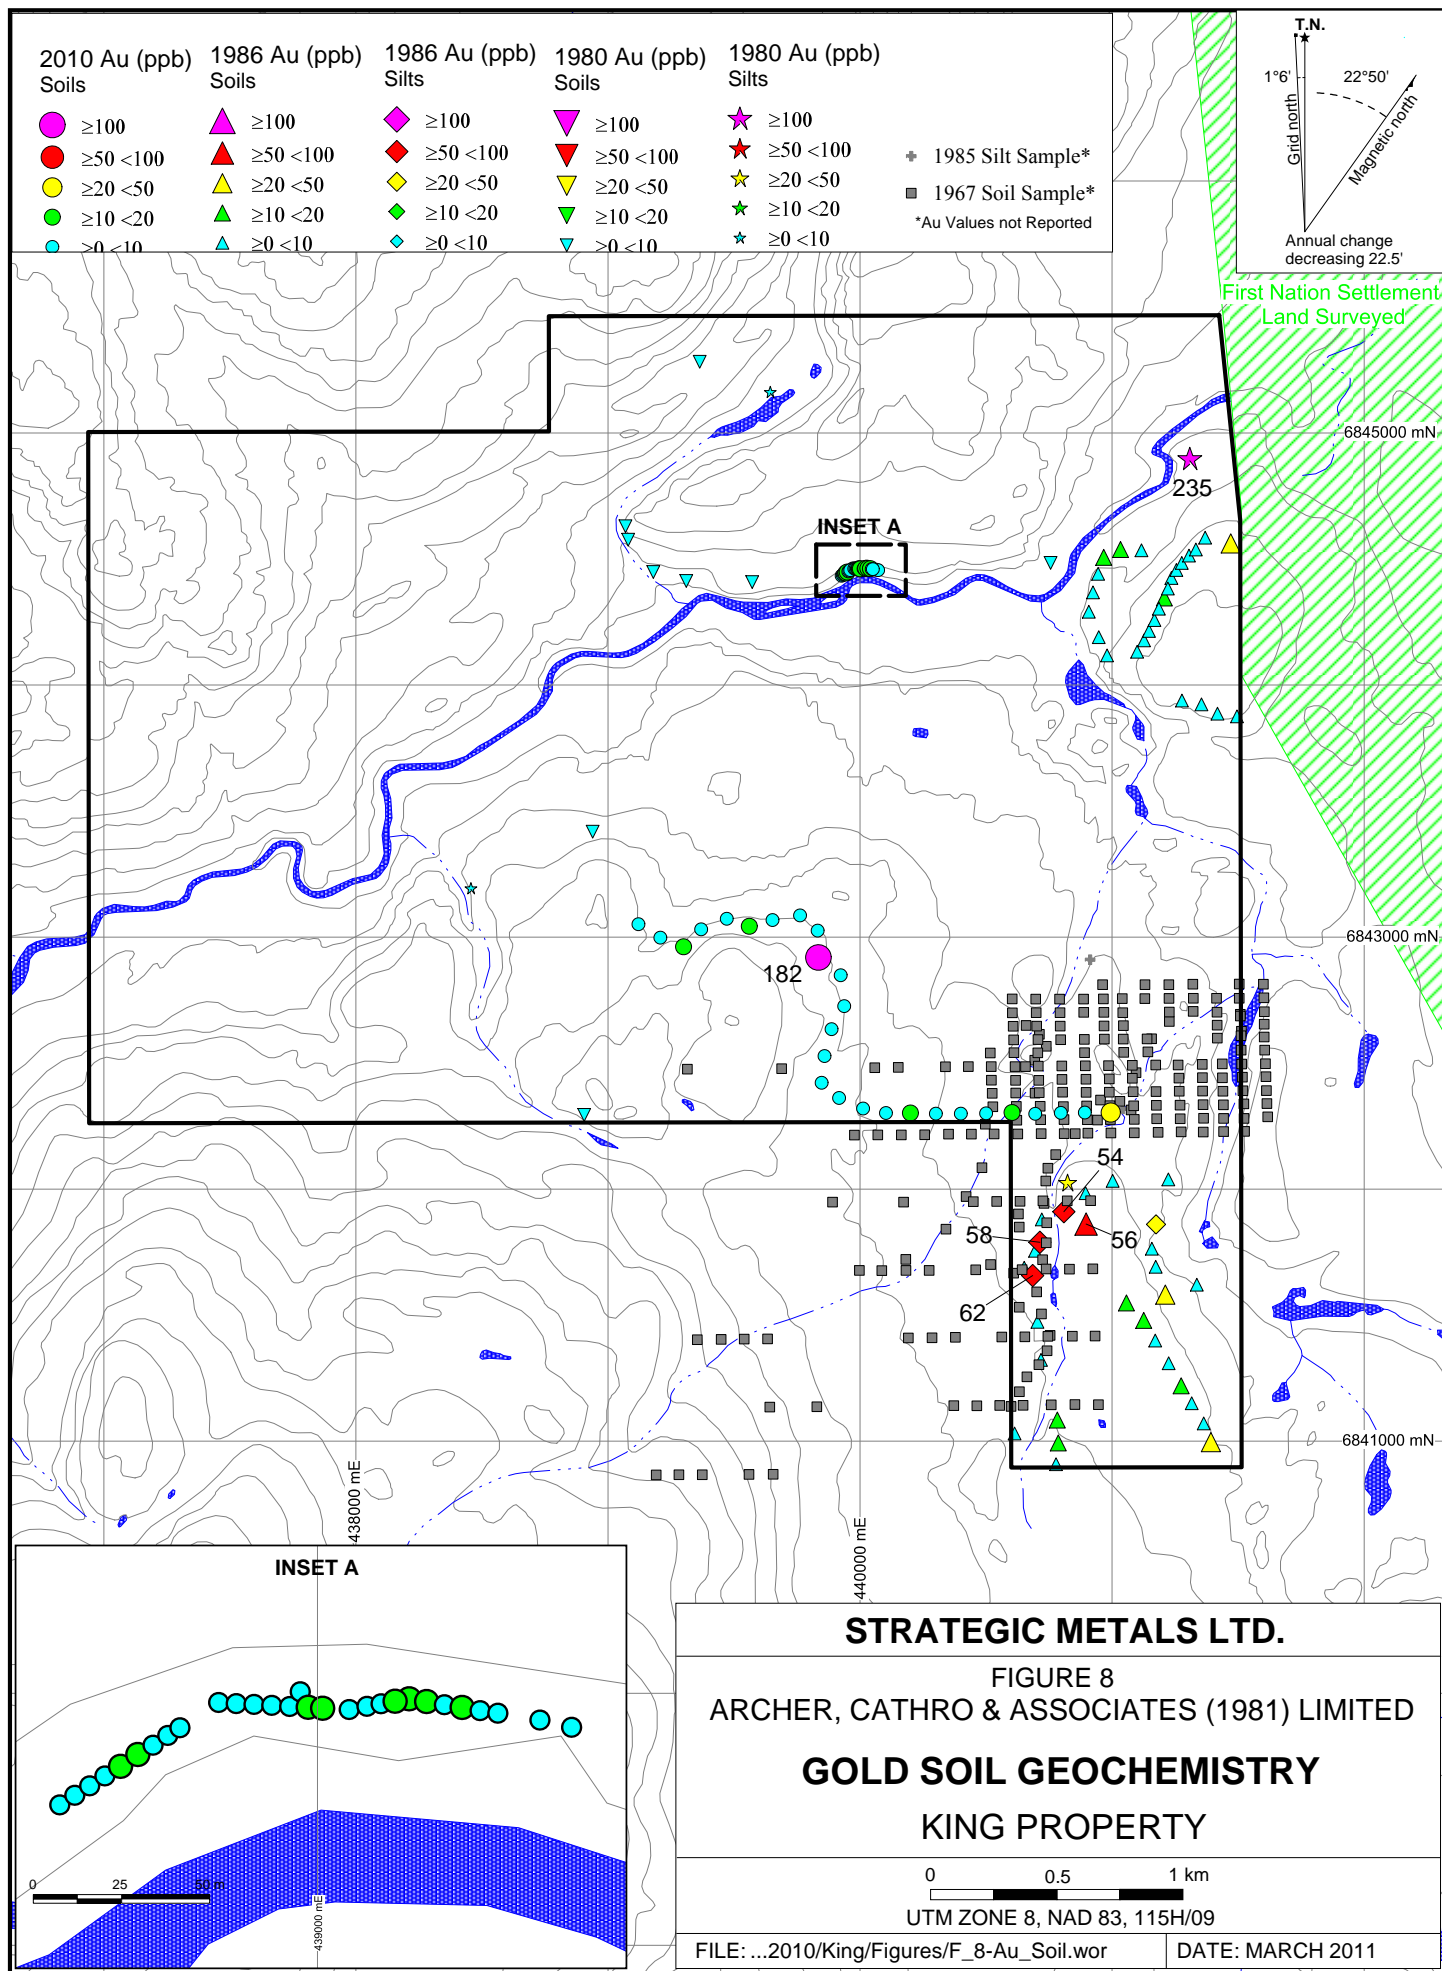 2010 Au (ppb)
Soils
≥100
≥50 <100
≥20 <50
≥10 <20
≥0 <10
1986 Au (ppb)
Soils
≥100
≥50 <100
≥20 <50
≥10 <20
≥0 <10
1986 Au (ppb)
Silts
≥100
≥50 <100
≥20 <50
≥10 <20
≥0 <10
1980 Au (ppb)
Soils
≥100
≥50 <100
≥20 <50
≥10 <20
≥0 <10
1980 Au (ppb)
Silts
≥100
≥50 <100
≥20 <50
≥10 <20
≥0 <10
1985 Silt Sample*
1967 Soil Sample*
*Au Values not Reported
T.N.
1°6'
22°50'
Grid north
Magnetic north
Annual change
decreasing 22.5'
First Nation Settlement
Land Surveyed
6845000 mN
235
INSET A
6843000 mN
182
54
58
56
62
6841000 mN
438000 mE
440000 mE
INSET A
0 25 50 m
439000 mE
STRATEGIC METALS LTD.
FIGURE 8
ARCHER, CATHRO & ASSOCIATES (1981) LIMITED
GOLD SOIL GEOCHEMISTRY
KING PROPERTY
0 0.5 1 km
UTM ZONE 8, NAD 83, 115H/09
FILE: ...2010/King/Figures/F_8-Au_Soil.wor
DATE: MARCH 2011